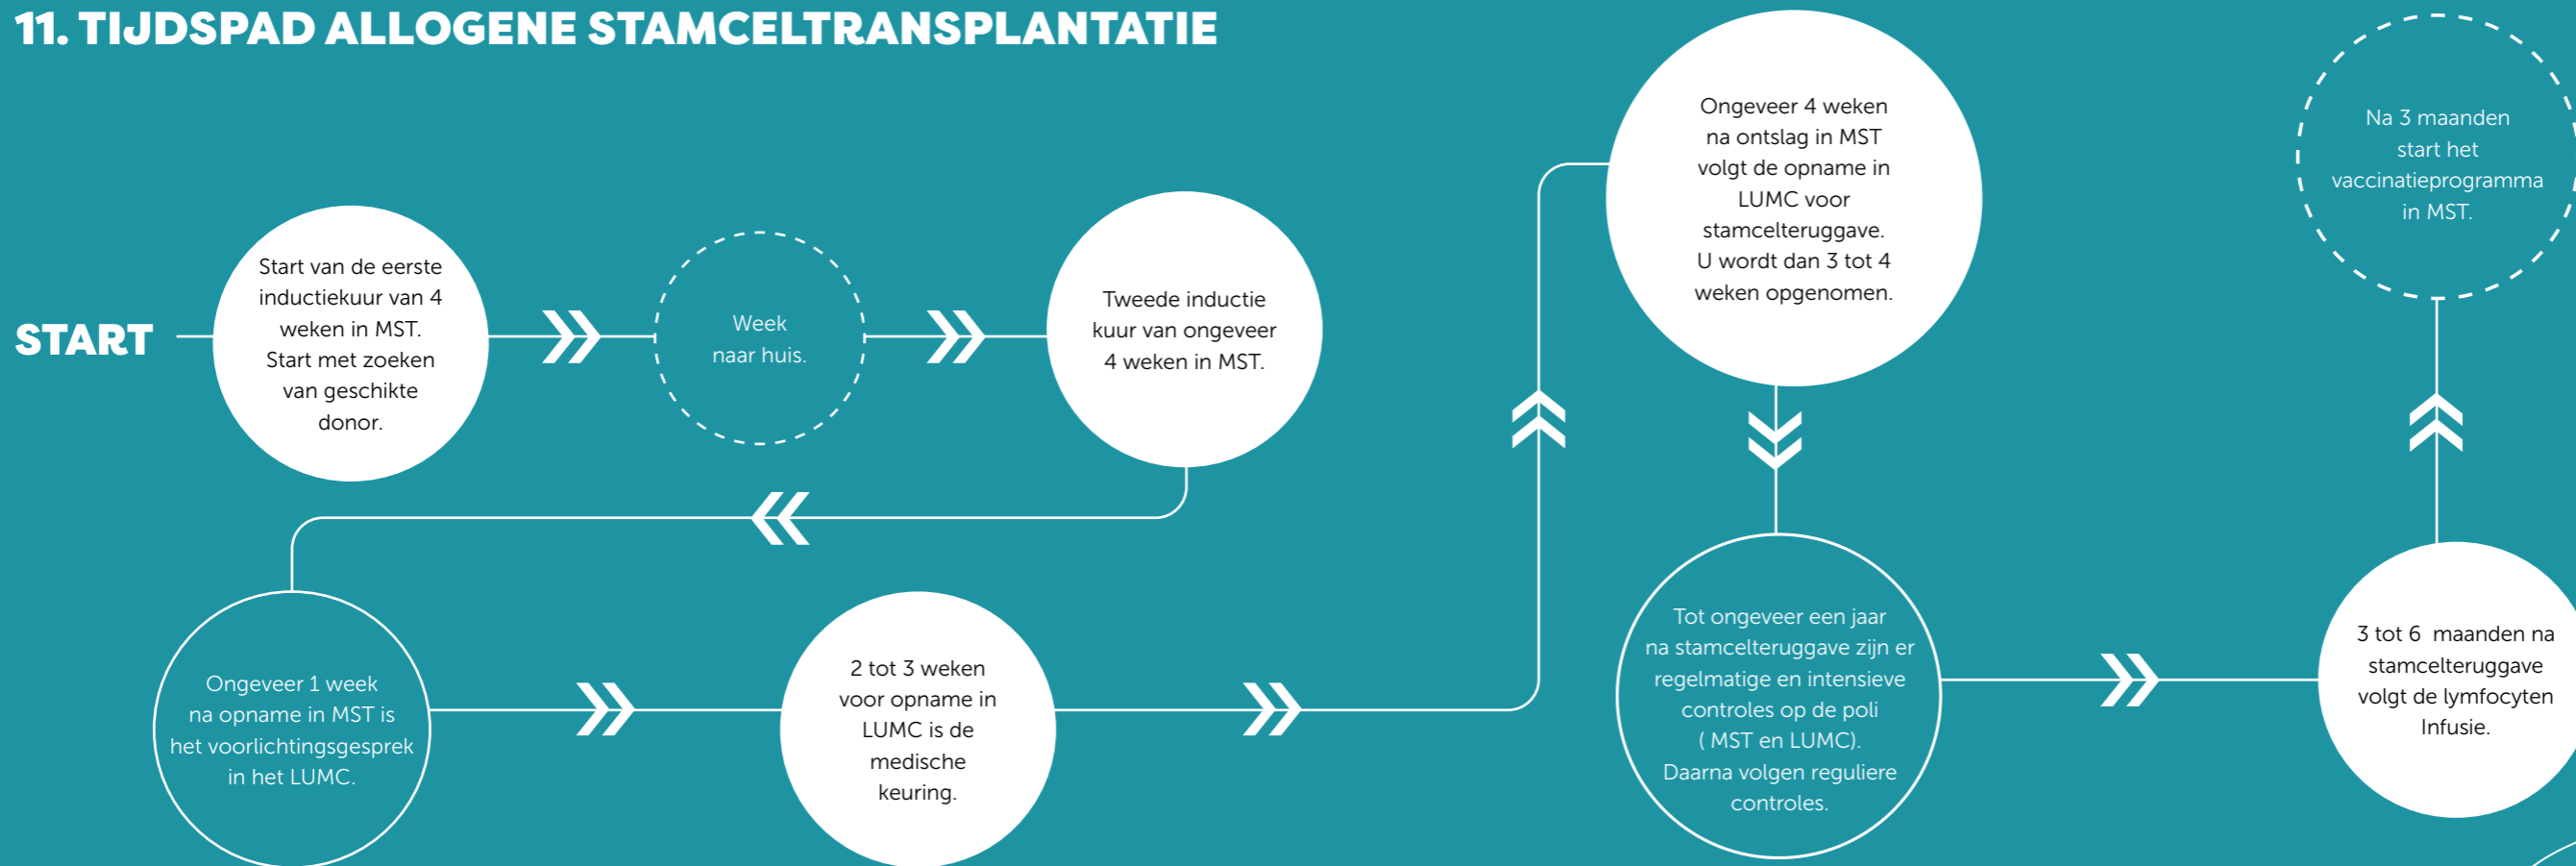 11. TIJDSPAD ALLOGENE STAMCELTRANSPLANTATIE
START
Start van de eerste
inductiekuur van 4
weken in MST.
Start met zoeken
van geschikte
donor.
Week
naar huis.
Tweede inductie
kuur van ongeveer
4 weken in MST.
Ongeveer 1 week
na opname in MST is
het voorlichtingsgesprek
in het LUMC.
2 tot 3 weken
voor opname in
LUMC is de
medische
keuring.
Ongeveer 4 weken
na ontslag in MST
volgt de opname in
LUMC voor
stamcelteruggave.
U wordt dan 3 tot 4
weken opgenomen.
Tot ongeveer een jaar
na stamcelteruggave zijn er
regelmatige en intensieve
controles op de poli
( MST en LUMC).
Daarna volgen reguliere
controles.
3 tot 6 maanden na
stamcelteruggave
volgt de lymfocyten
Infusie.
Na 3 maanden
start het
vaccinatieprogramma
in MST.